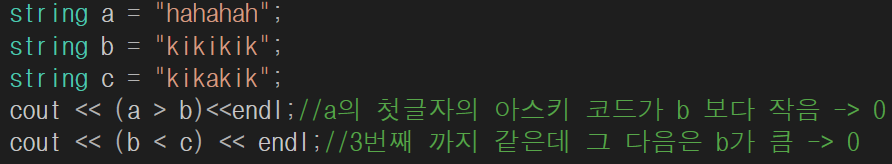 string a = "hahahah";
string b = "kikikik";
string c = "kikakik";
cout << (a > b)<<endl;//a의 첫글자의 아스키 코드가 b 보다 작음 -> 0
cout << (b < c) << endl;//3번째 까지 같은데 그 다음은 b가 큼 -> 0